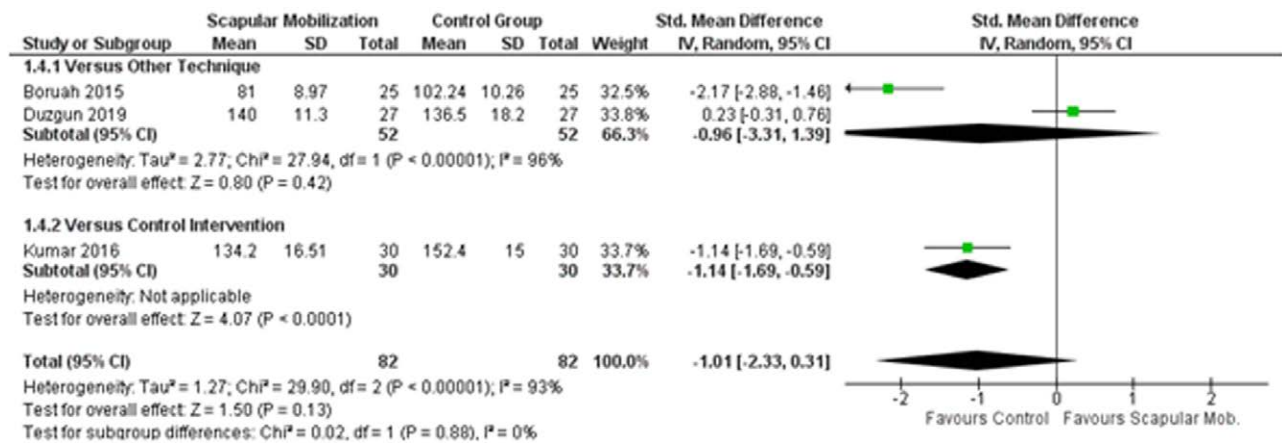 Scapular Mobilization Control Group Std. Mean Difference Std. Mean Difference
Study or Subgroup Mean SD Total Mean SD Total Weight IV, Random, 95% CI IV, Random, 95% CI
1.4.1 Versus Other Technique
Boruah 2015 81 8.97 25 102.24 10.26 25 32.5% -2.17 [-2.88, -1.46]
Duzgun 2019 140 11.3 27 136.5 18.2 27 33.8% 0.23 [-0.31, 0.76]
Subtotal (95% CI) 52 52 66.3% -0.96 [-3.31, 1.39]
Heterogeneity: Tau² = 2.77; Chi² = 27.94, df = 1 (P < 0.00001); I² = 96%
Test for overall effect: Z = 0.80 (P = 0.42)
1.4.2 Versus Control Intervention
Kumar 2016 134.2 16.51 30 152.4 15 30 33.7% -1.14 [-1.69, -0.59]
Subtotal (95% CI) 30 30 33.7% -1.14 [-1.69, -0.59]
Heterogeneity: Not applicable
Test for overall effect: Z = 4.07 (P < 0.0001)
Total (95% CI) 82 82 100.0% -1.01 [-2.33, 0.31]
Heterogeneity: Tau² = 1.27; Chi² = 29.90, df = 2 (P < 0.00001); I² = 93%
Test for overall effect: Z = 1.50 (P = 0.13)
Test for subgroup differences: Chi² = 0.02, df = 1 (P = 0.88), I² = 0%
-2 -1 0 1 2
Favours Control Favours Scapular Mob.